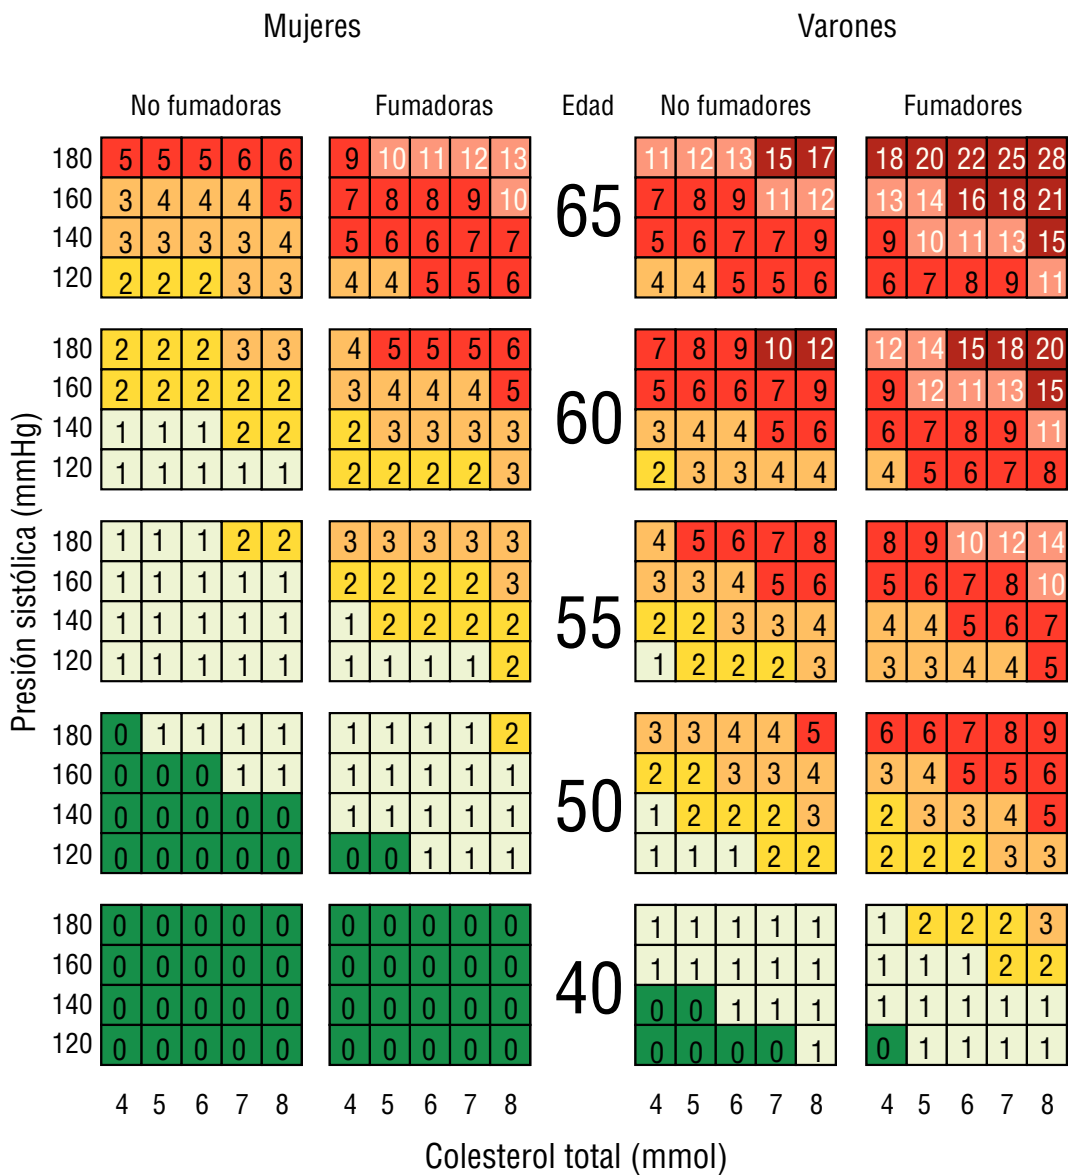 Mujeres Varones
No fumadoras Fumadoras Edad No fumadores Fumadores
180 5 5 5 6 6 9 10 11 12 13 11 12 13 15 17 18 20 22 25 28
160 3 4 4 4 5 7 8 8 9 10 7 8 9 11 12 13 14 16 18 21
65
140 3 3 3 3 4 5 6 6 7 7 5 6 7 7 9 9 10 11 13 15
120 2 2 2 3 3 4 4 5 5 6 4 4 5 5 6 6 7 8 9 11
180 2 2 2 3 3 4 5 5 5 6 7 8 9 10 12 12 14 15 18 20
160 2 2 2 2 2 3 4 4 4 5 5 6 6 7 9 9 12 11 13 15
60
140 1 1 1 2 2 2 3 3 3 3 3 4 4 5 6 6 7 8 9 11
120 1 1 1 1 1 2 2 2 2 3 2 3 3 4 4 4 5 6 7 8
180 1 1 1 2 2 3 3 3 3 3 4 5 6 7 8 8 9 10 12 14
160 1 1 1 1 1 2 2 2 2 3 3 3 4 5 6 5 6 7 8 10
55
140 1 1 1 1 1 1 2 2 2 2 2 2 3 3 4 4 4 5 6 7
120 1 1 1 1 1 1 1 1 1 2 1 2 2 2 3 3 3 4 4 5
180 0 1 1 1 1 1 1 1 1 2 3 3 4 4 5 6 6 7 8 9
160 0 0 0 1 1 1 1 1 1 1 2 2 3 3 4 3 4 5 5 6
50
140 0 0 0 0 0 1 1 1 1 1 1 2 2 2 3 2 3 3 4 5
120 0 0 0 0 0 0 0 1 1 1 1 1 1 2 2 2 2 2 3 3
180 0 0 0 0 0 0 0 0 0 0 1 1 1 1 1 1 2 2 2 3
160 0 0 0 0 0 0 0 0 0 0 1 1 1 1 1 1 1 1 2 2
40
140 0 0 0 0 0 0 0 0 0 0 0 0 1 1 1 1 1 1 1 1
120 0 0 0 0 0 0 0 0 0 0 0 0 0 0 1 0 1 1 1 1
4 5 6 7 8 4 5 6 7 8 4 5 6 7 8 4 5 6 7 8
Presión sistólica (mmHg)
Colesterol total (mmol)